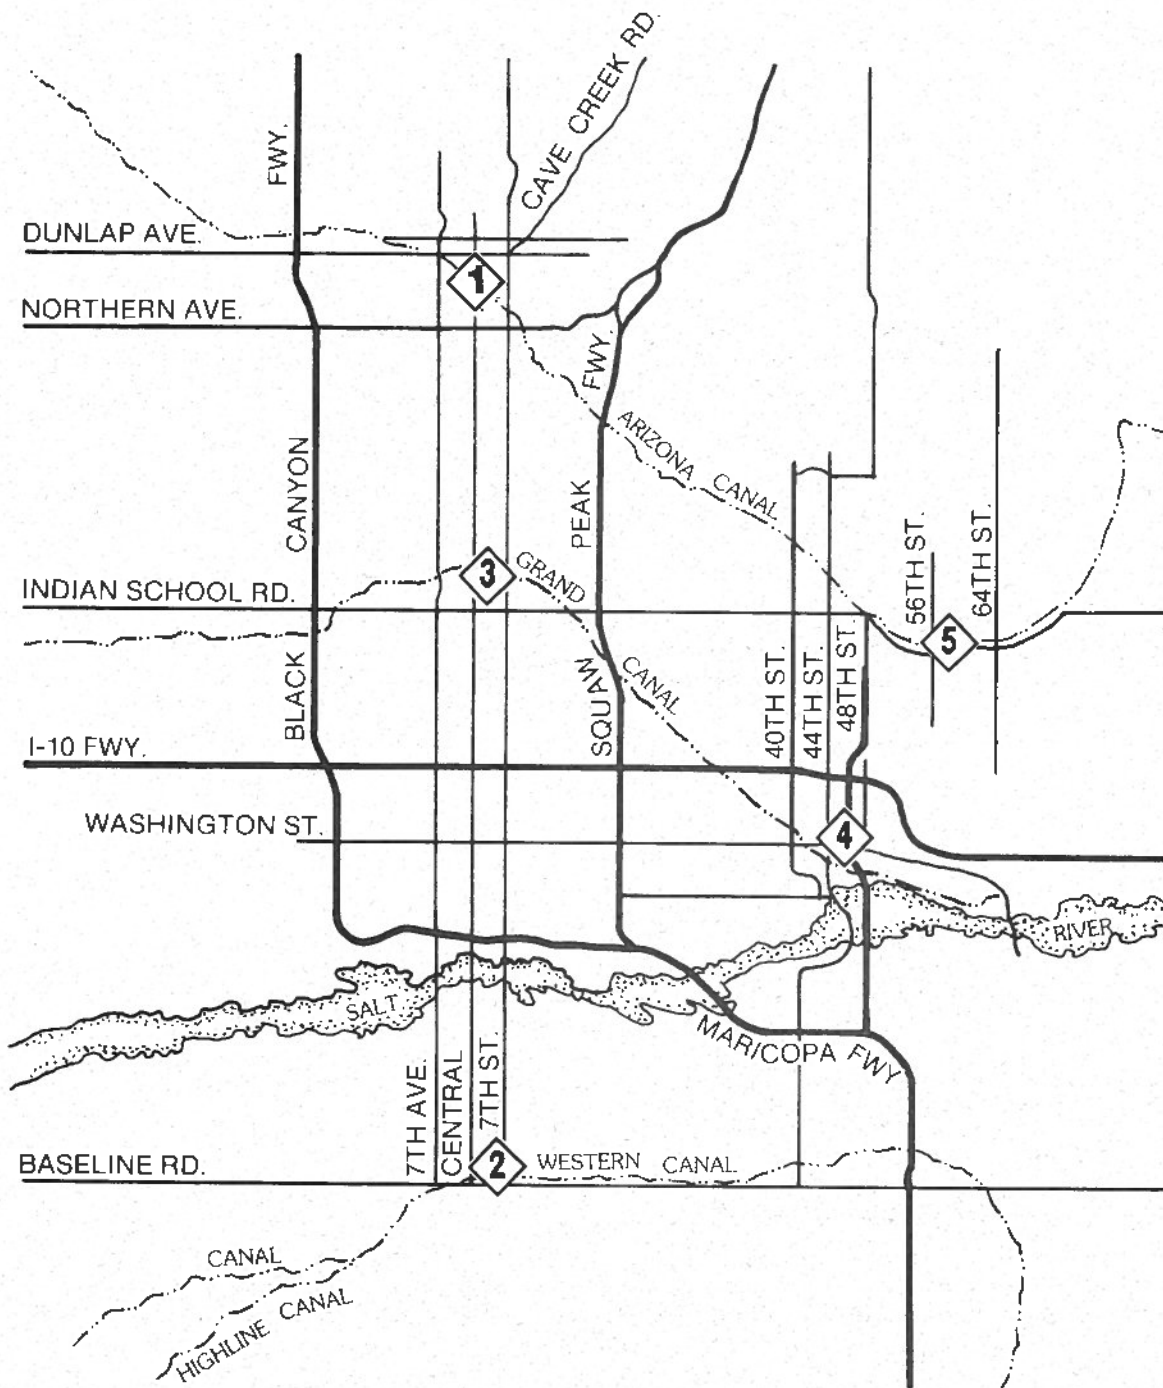 CAVE CREEK RD.
FWY.
DUNLAP AVE.
1
NORTHERN AVE.
FWY.
ARIZONA CANAL
CANYON
PEAK
56TH ST.
64TH ST.
3
GRAND
INDIAN SCHOOL RD.
5
BLACK
SQUAW
CANAL
40TH ST.
44TH ST.
48TH ST.
I-10 FWY.
WASHINGTON ST.
4
RIVER
SALT
MARICOPA FWY
7TH AVE.
CENTRAL
7TH ST.
BASELINE RD.
2
WESTERN CANAL
CANAL
HIGHLINE CANAL